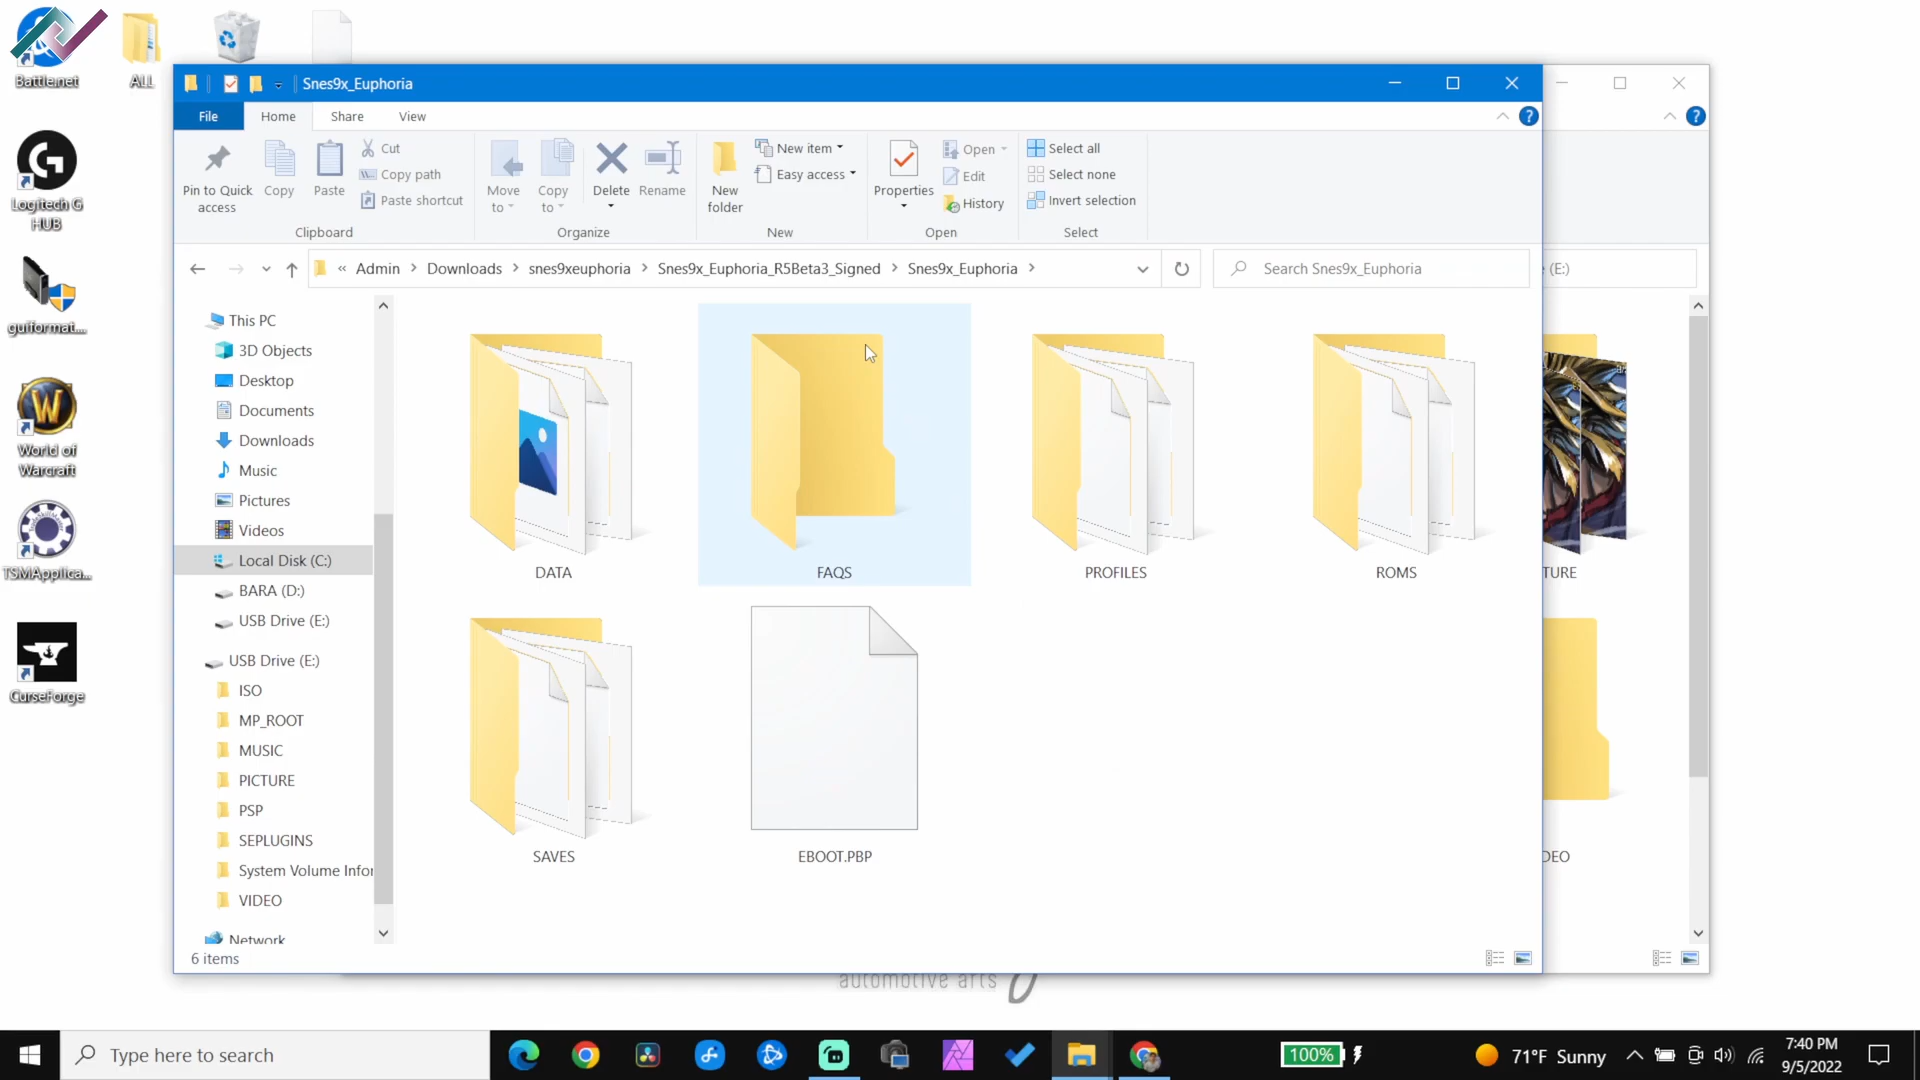 Battle.net
ALL
Logitech G
HUB
guiformat...
World of
Warcraft
TSMApplica...
CurseForge
Snes9x_Euphoria
File
Home
Share
View
Pin to Quick
access
Copy
Paste
Cut
Copy path
Paste shortcut
Clipboard
Move
to
Copy
to
Delete
Rename
Organize
New
folder
New item
Easy access
New
Properties
Open
Edit
History
Open
Select all
Select none
Invert selection
Select
« Admin > Downloads > snes9xeuphoria > Snes9x_Euphoria_R5Beta3_Signed > Snes9x_Euphoria >
Search Snes9x_Euphoria
(E:)
This PC
3D Objects
Desktop
Documents
Downloads
Music
Pictures
Videos
Local Disk (C:)
BARA (D:)
USB Drive (E:)
USB Drive (E:)
ISO
MP_ROOT
MUSIC
PICTURE
PSP
SEPLUGINS
System Volume Infor
VIDEO
Network
DATA
FAQS
PROFILES
ROMS
TURE
SAVES
EBOOT.PBP
DEO
6 items
automotive arts
Type here to search
100%
71°F Sunny
7:40 PM
9/5/2022